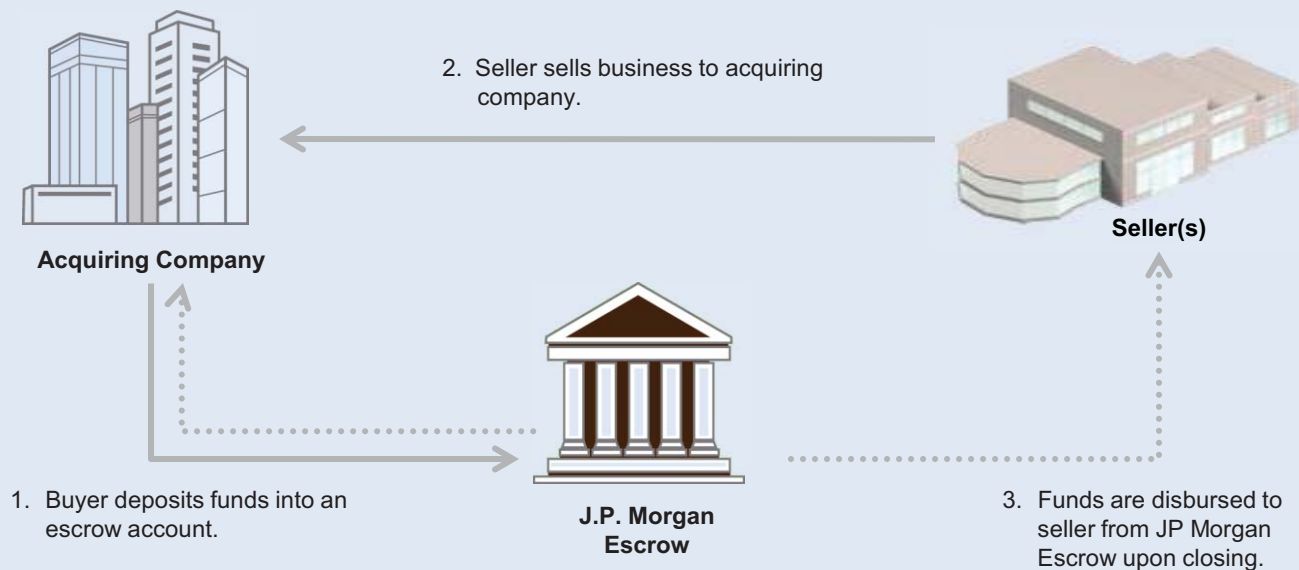 2. Seller sells business to acquiring
company.
Acquiring Company
Seller(s)
1. Buyer deposits funds into an
escrow account.
J.P. Morgan
Escrow
3. Funds are disbursed to
seller from JP Morgan
Escrow upon closing.